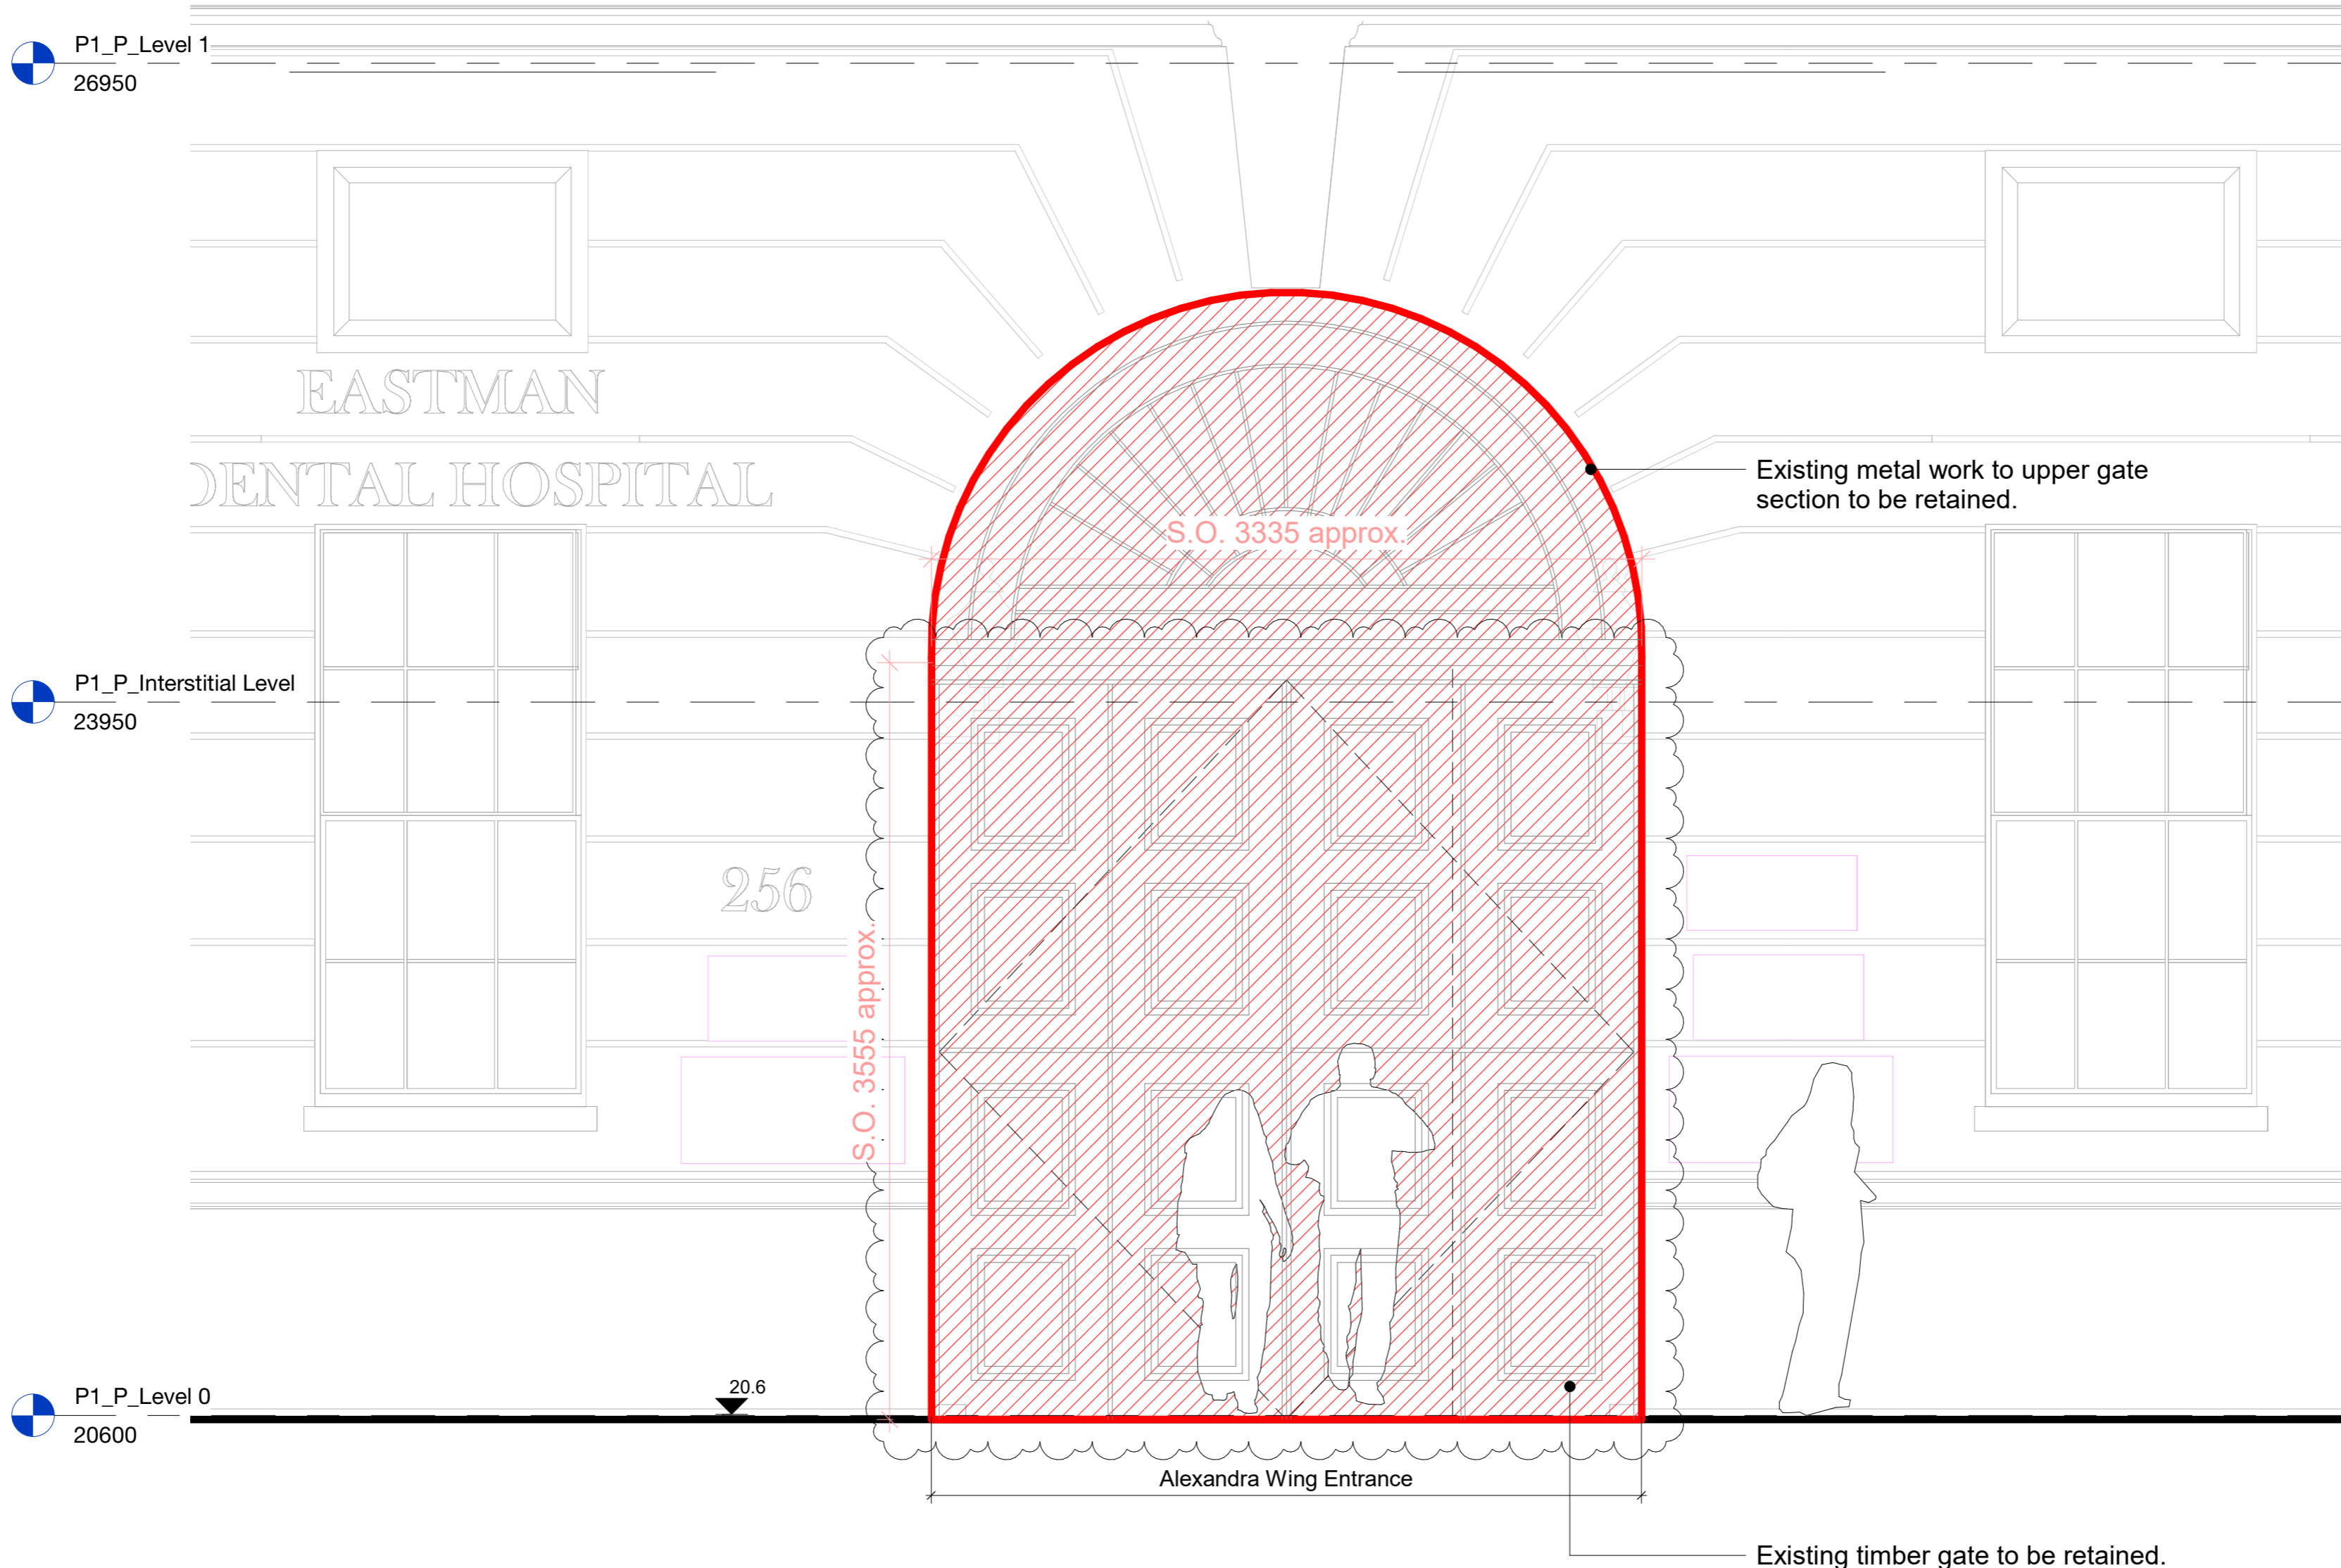 P1_P_Level 1
26950
EASTMAN
DENTAL HOSPITAL
Existing metal work to upper gate
section to be retained.
S.O. 3335 approx.
P1_P_Interstitial Level
23950
256
S.O. 3555 approx.
P1_P_Level 0
20600
20.6
Alexandra Wing Entrance
Existing timber gate to be retained.